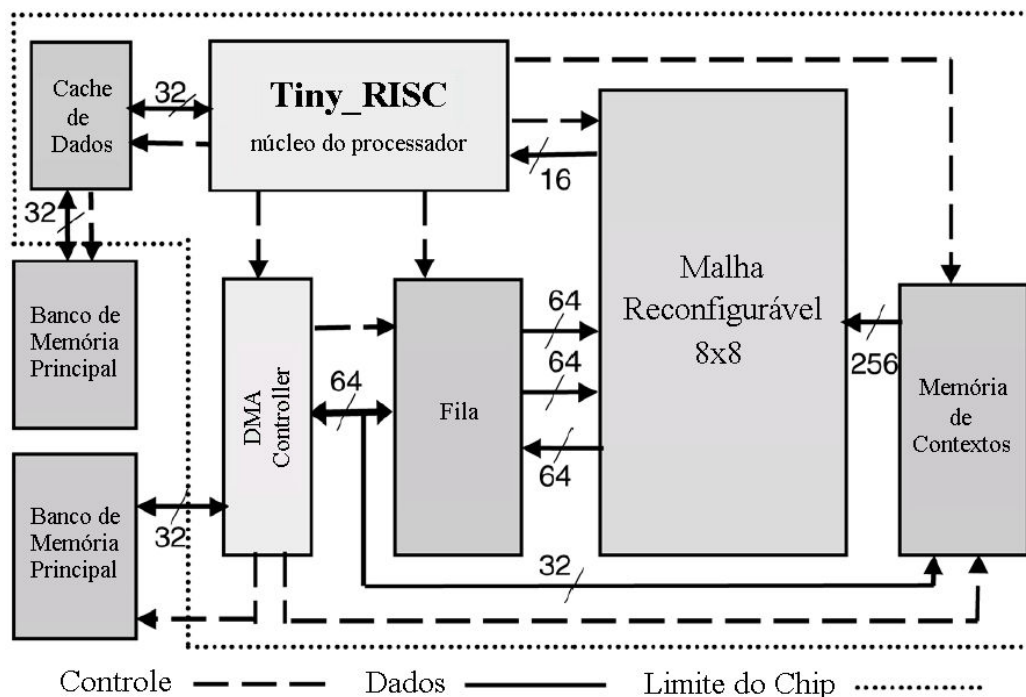 Cache
de
Dados
32
Tiny_RISC
núcleo do processador
16
32
Banco de
Memória
Principal
DMA
Controller
64
Fila
64
64
64
Malha
Reconfigurável
8x8
256
Memória
de
Contextos
Banco de
Memória
Principal
32
32
Controle
Dados
Limite do Chip